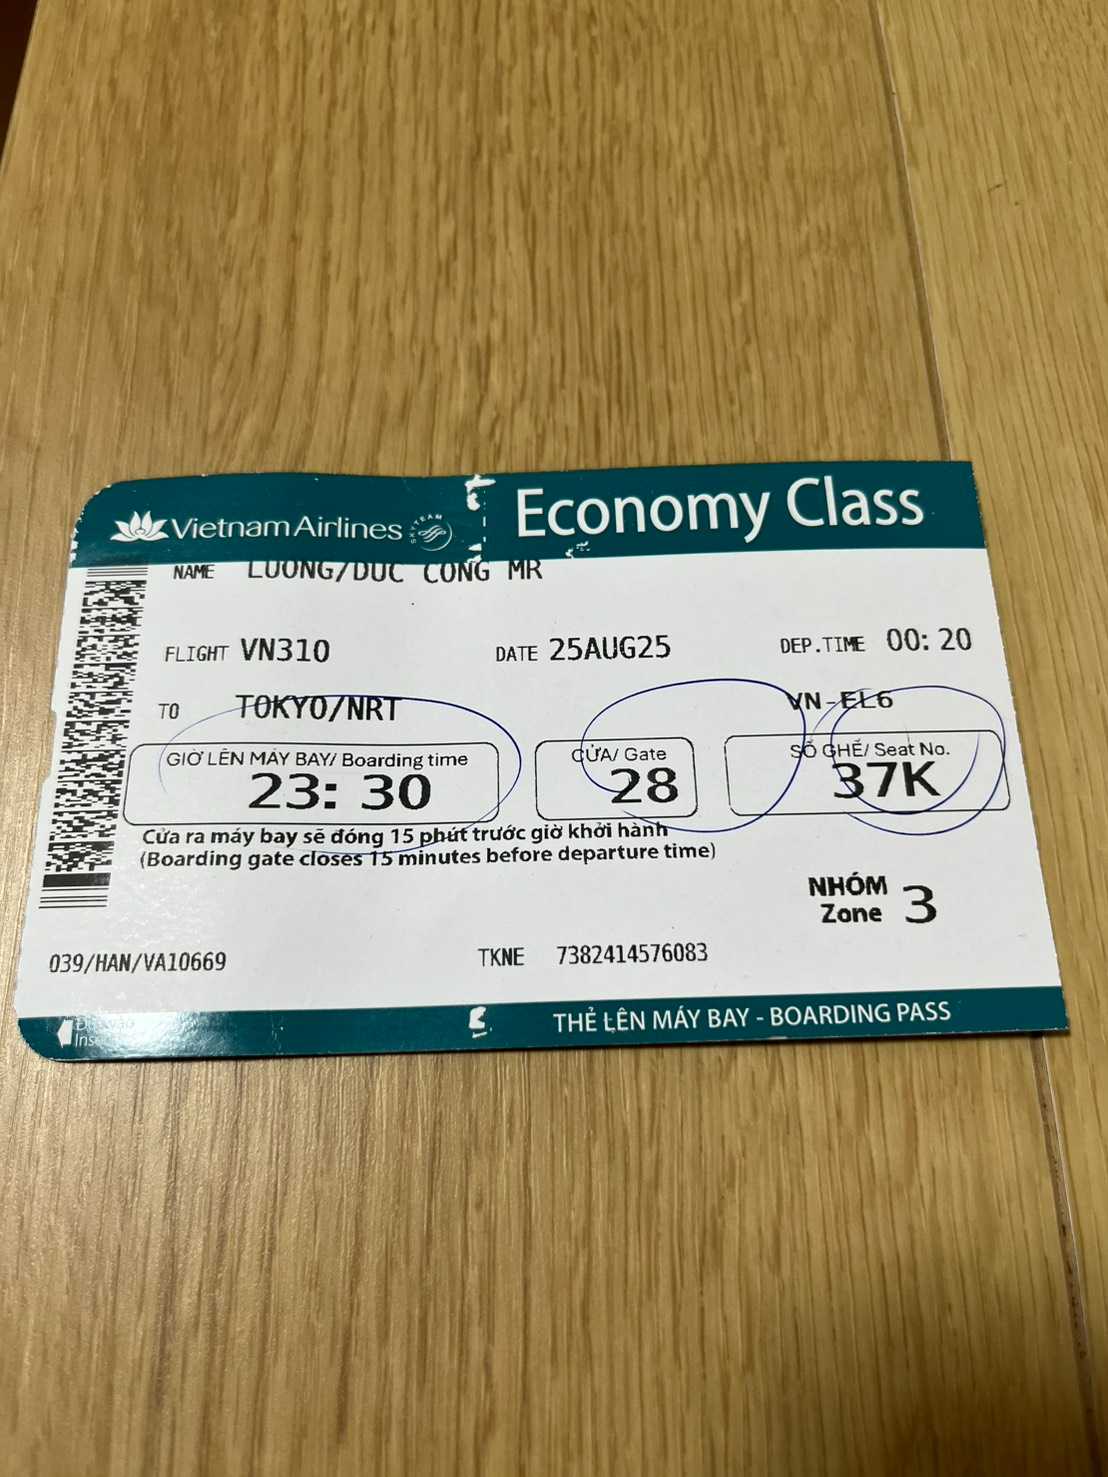 Vietnam Airlines SKYTEAM Economy Class
NAME LUONG/DUC CONG MR
FLIGHT VN310 DATE 25AUG25 DEP.TIME 00: 20
TO TOKYO/NRT VN-EL6
GIỜ LÊN MÁY BAY/ Boarding time CỬA/ Gate SỐ GHẾ/ Seat No.
23: 30 28 37K
Cửa ra máy bay sẽ đóng 15 phút trước giờ khởi hành
(Boarding gate closes 15 minutes before departure time)
NHÓM
Zone 3
039/HAN/VA10669 TKNE 7382414576083
THẺ LÊN MÁY BAY - BOARDING PASS